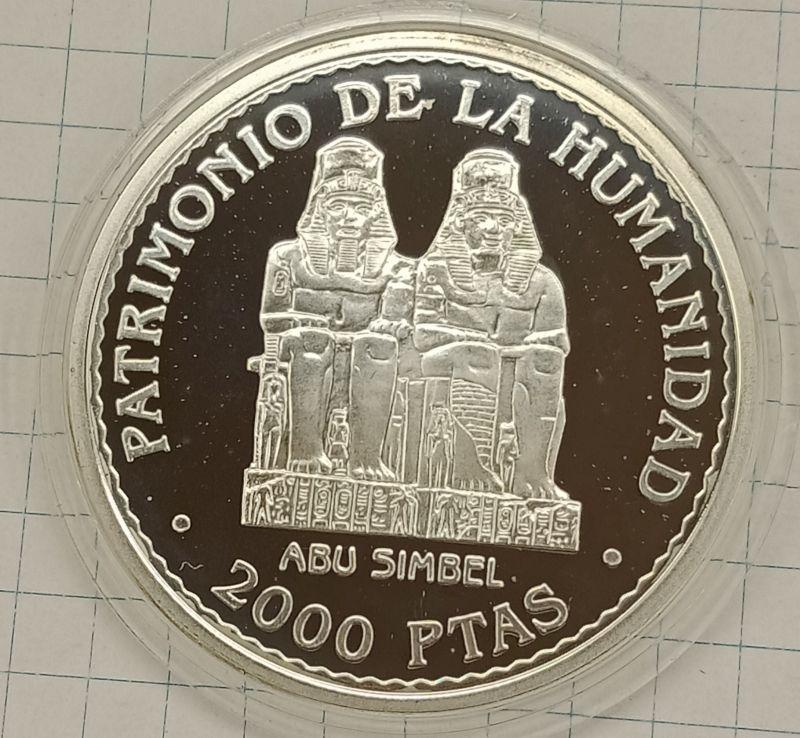 PATRIMONIO DE LA HUMANIDAD
ABU SIMBEL
2000 PTAS